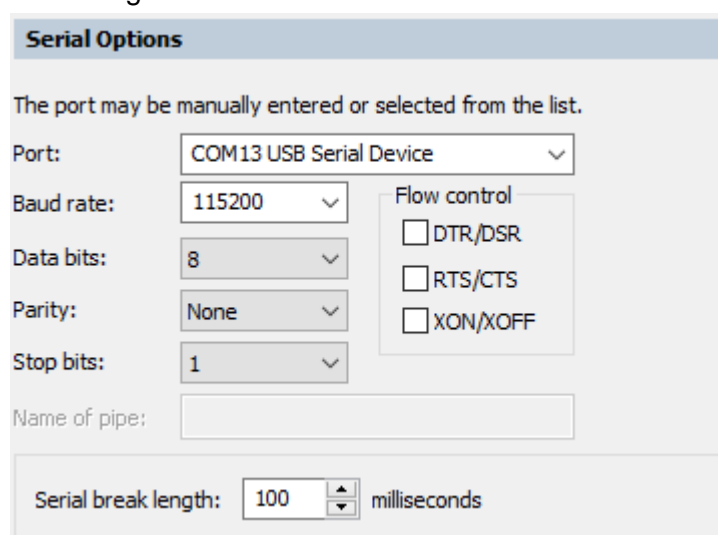 Serial Options
The port may be manually entered or selected from the list.
Port: COM13 USB Serial Device
Baud rate: 115200
Flow control
DTR/DSR
Data bits: 8
RTS/CTS
Parity: None
XON/XOFF
Stop bits: 1
Name of pipe:
Serial break length: 100 milliseconds